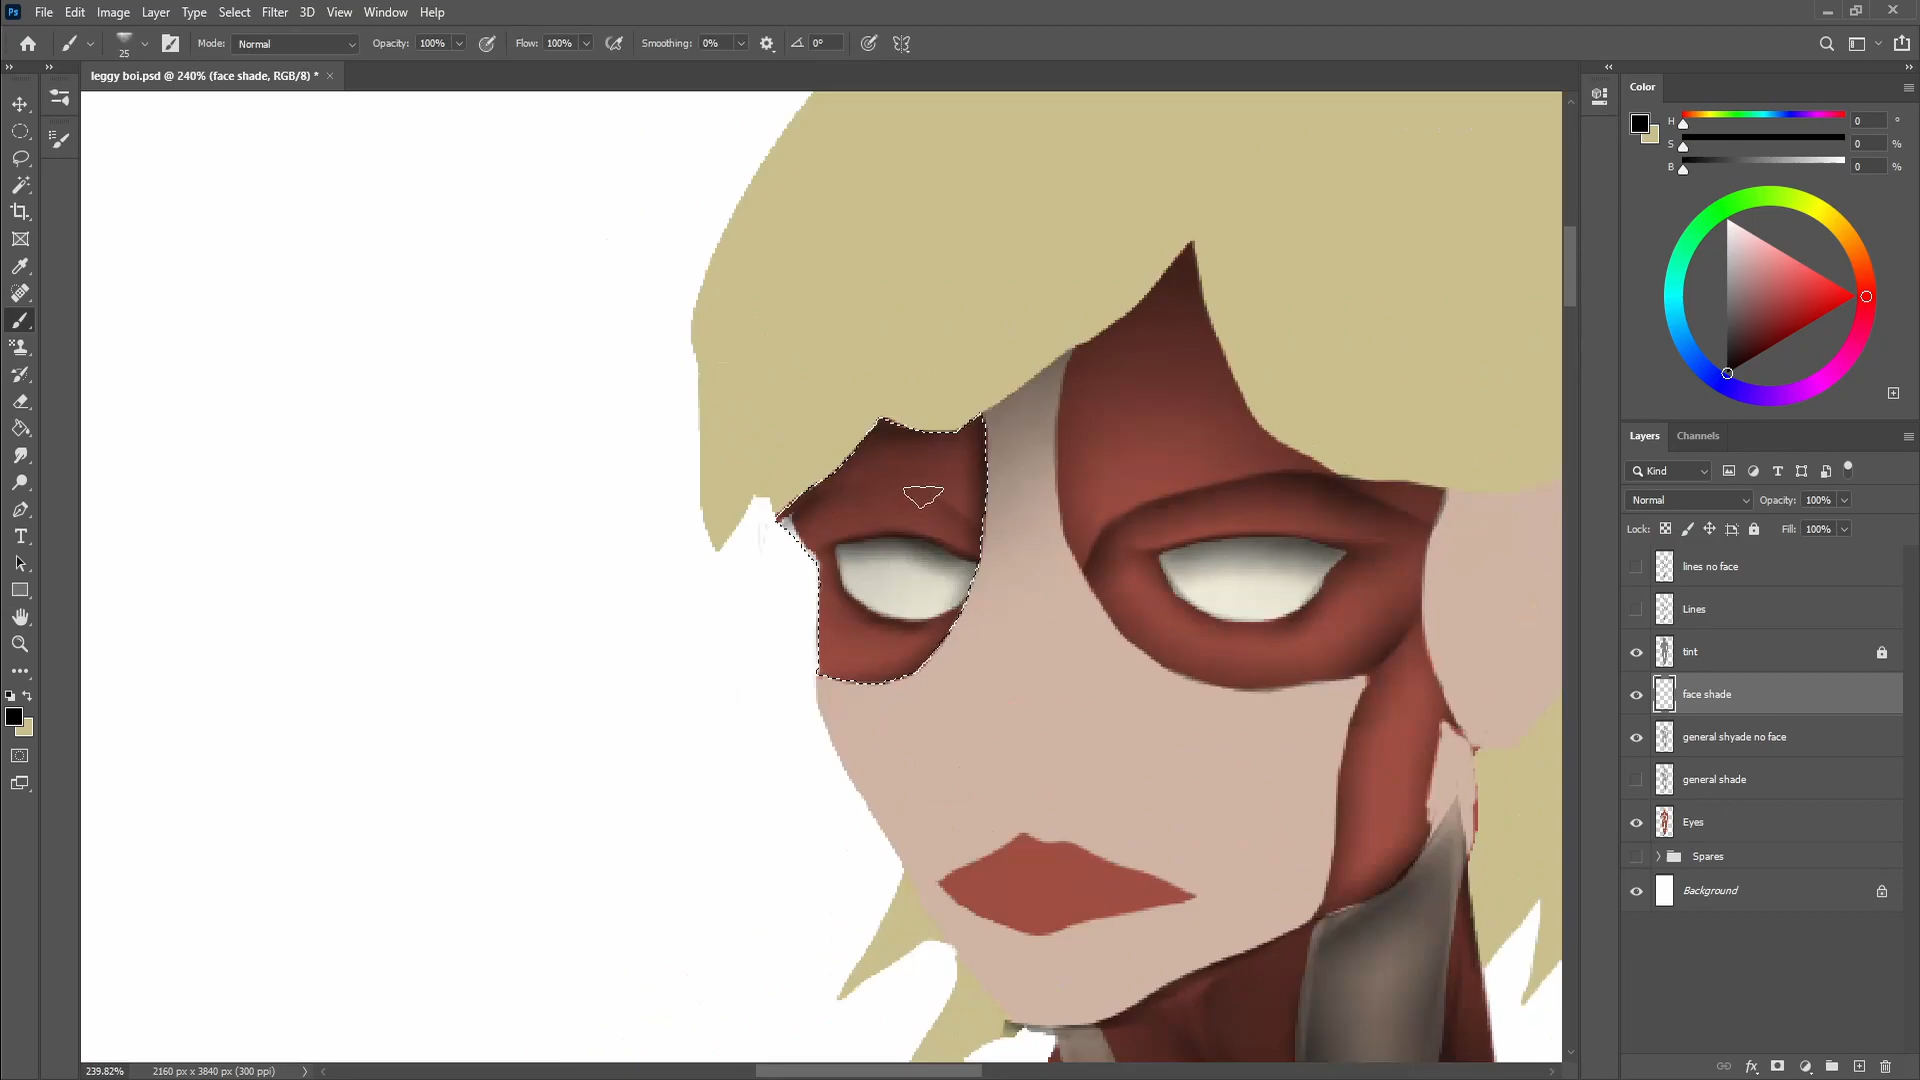 Ps File Edit Image Layer Type Select Filter 3D View Window Help
25 Mode: Normal Opacity: 100% Flow: 100% Smoothing: 0% 0°
leggy boi.psd @ 240% (face shade, RGB/8) *
Color
H 0 °
S 0 %
B 0 %
Layers Channels
Kind
Normal Opacity: 100%
Lock: Fill: 100%
lines no face
Lines
tint
face shade
general shyade no face
general shade
Eyes
Spares
Background
239.82% 2160 px x 3840 px (300 ppi)